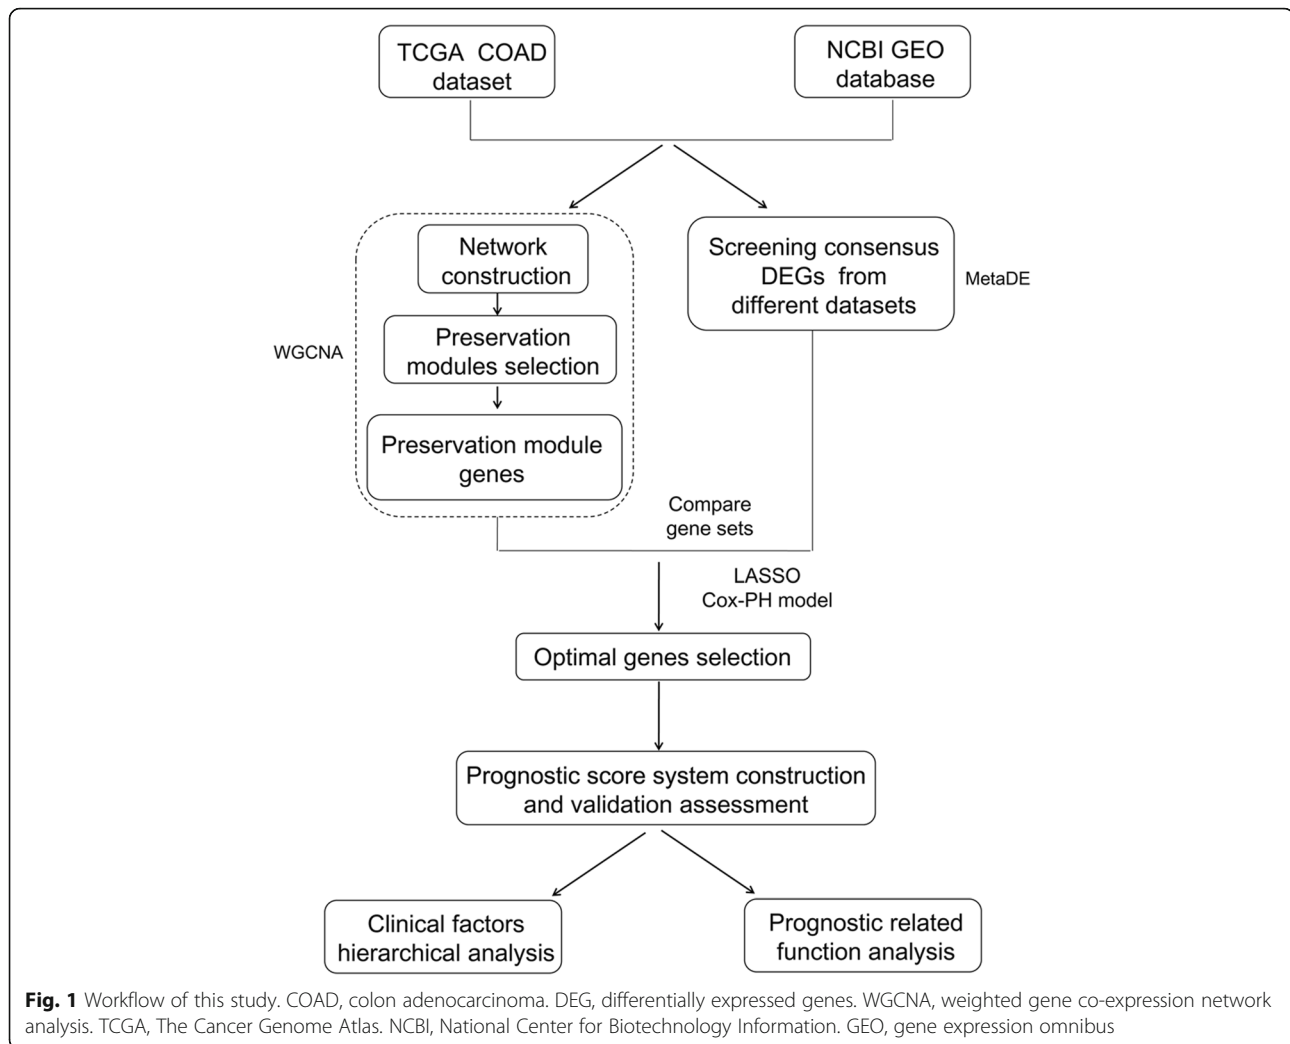 TCGA COAD
dataset
NCBI GEO
database
Network
construction
Screening consensus
DEGs from
different datasets
MetaDE
WGCNA
Preservation
modules selection
Preservation module
genes
Compare
gene sets
LASSO
Cox-PH model
Optimal genes selection
Prognostic score system construction
and validation assessment
Clinical factors
hierarchical analysis
Prognostic related
function analysis
Fig. 1 Workflow of this study. COAD, colon adenocarcinoma. DEG, differentially expressed genes. WGCNA, weighted gene co-expression network
analysis. TCGA, The Cancer Genome Atlas. NCBI, National Center for Biotechnology Information. GEO, gene expression omnibus